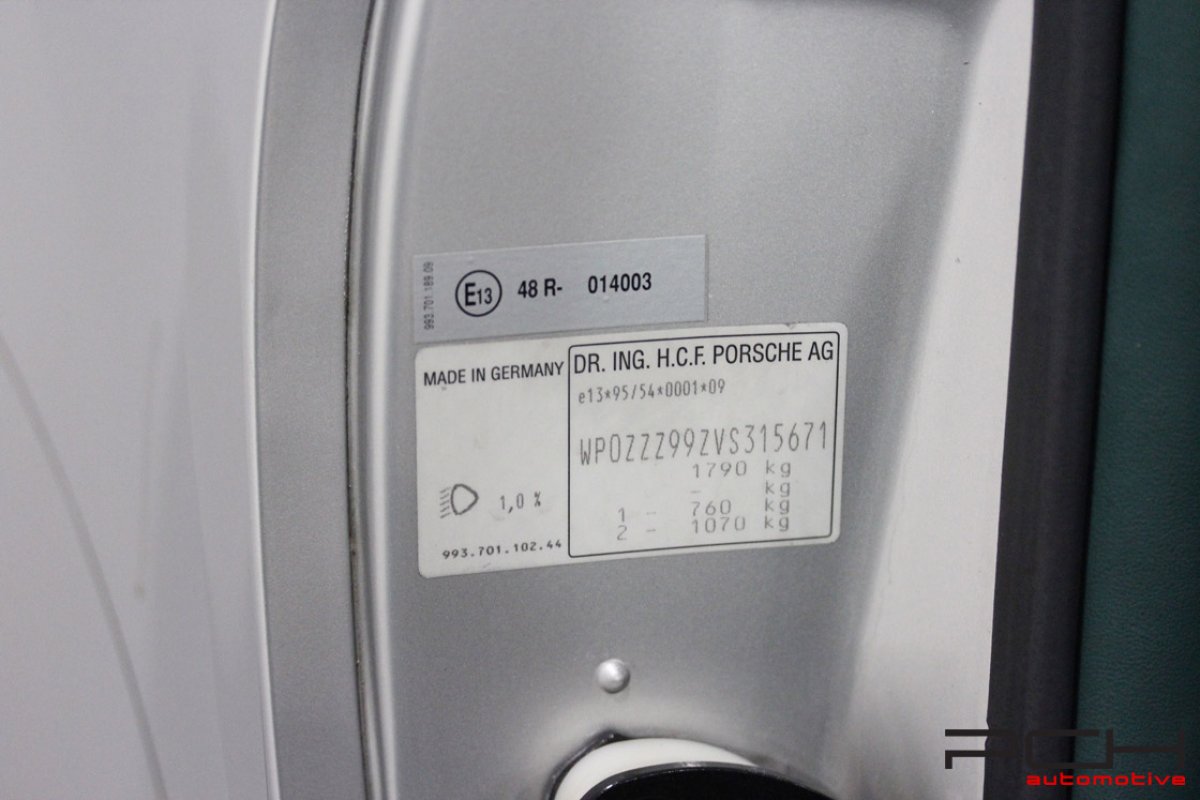 993.701.189.09
E13 48 R- 014003
MADE IN GERMANY
1,0 %
993.701.102.44
DR. ING. H.C.F. PORSCHE AG
e13*95/54*0001*09
WP0ZZZ99ZVS315671
1790 kg
- kg
1 - 760 kg
2 - 1070 kg
PCH
automotive